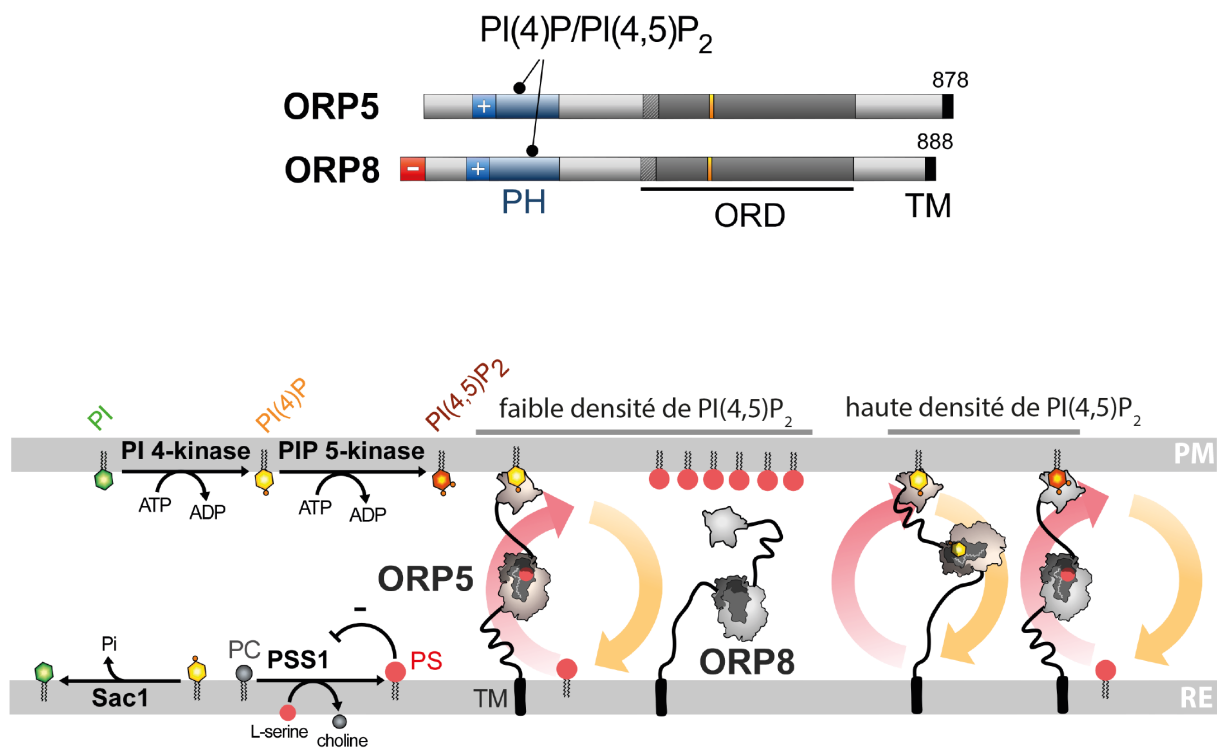 PI(4)P/PI(4,5)P2
878
ORP5
+
888
ORP8
-
+
PH
ORD
TM
PI
PI(4)P
PI(4,5)P2
faible densité de PI(4,5)P2
haute densité de PI(4,5)P2
PI 4-kinase
PIP 5-kinase
PM
ATP
ADP
ATP
ADP
ORP5
-
ORP8
Pi
PC
PSS1
PS
Sac1
TM
RE
L-serine
choline